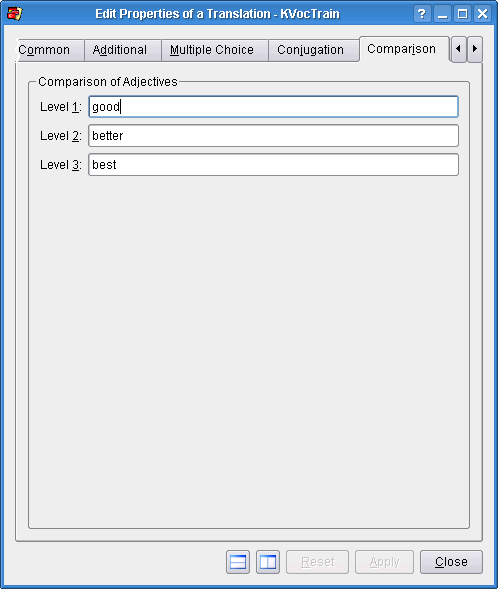 Edit Properties of a Translation - KVocTrain
Common Additional Multiple Choice Conjugation Comparison
Comparison of Adjectives
Level 1: good
Level 2: better
Level 3: best
Reset Apply Close